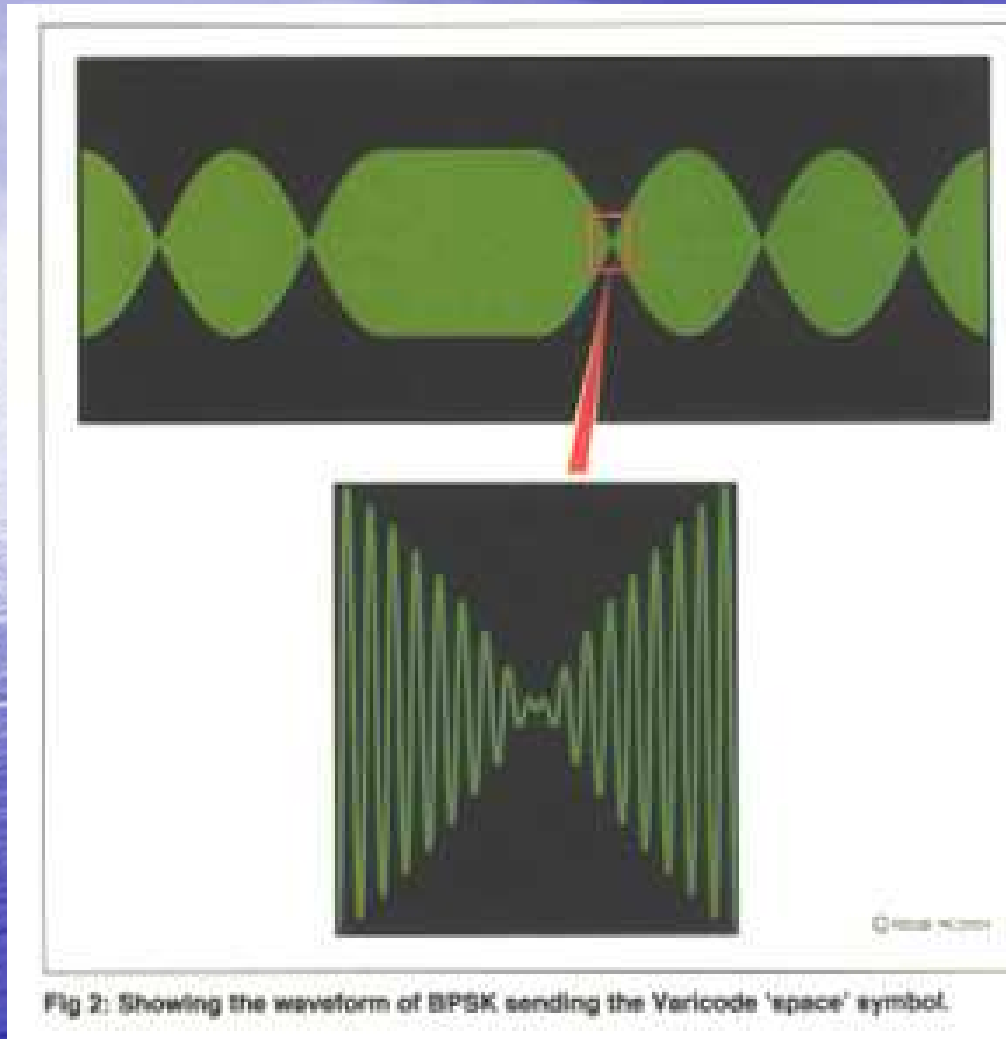 Fig 2: Showing the waveform of BPSK sending the Varicode 'space' symbol.